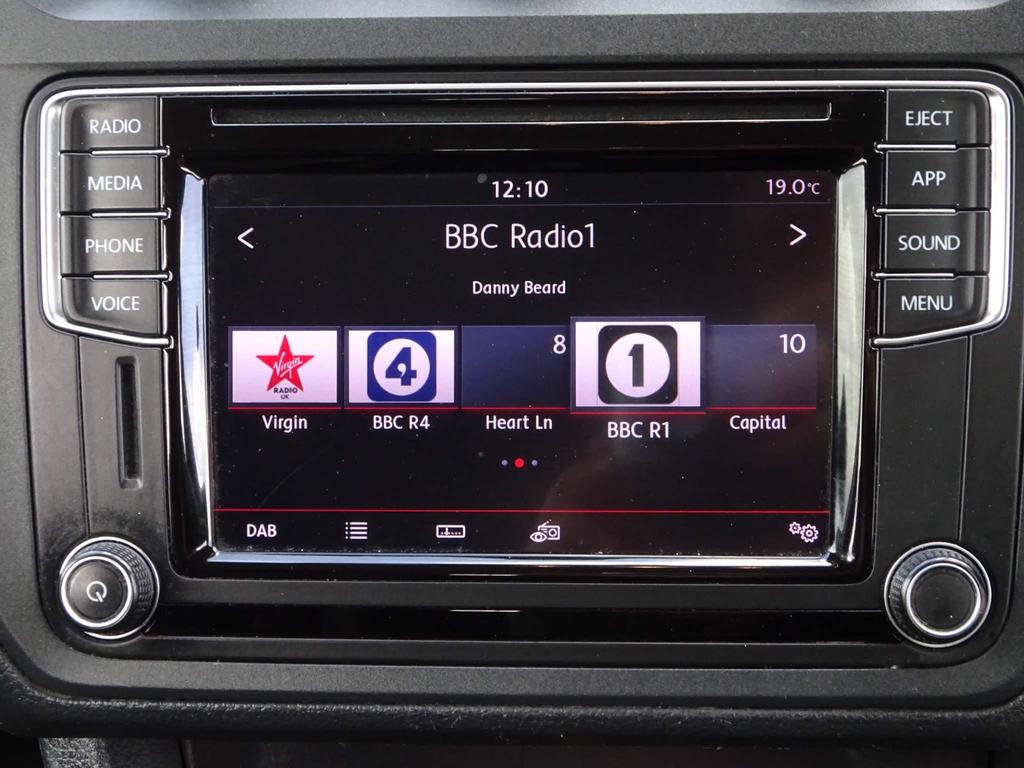 RADIO
MEDIA
PHONE
VOICE
EJECT
APP
SOUND
MENU
12:10 19.0°C
< BBC Radio1 >
Danny Beard
Virgin RADIO UK
4
8
1
10
Virgin BBC R4 Heart Ln BBC R1 Capital
DAB